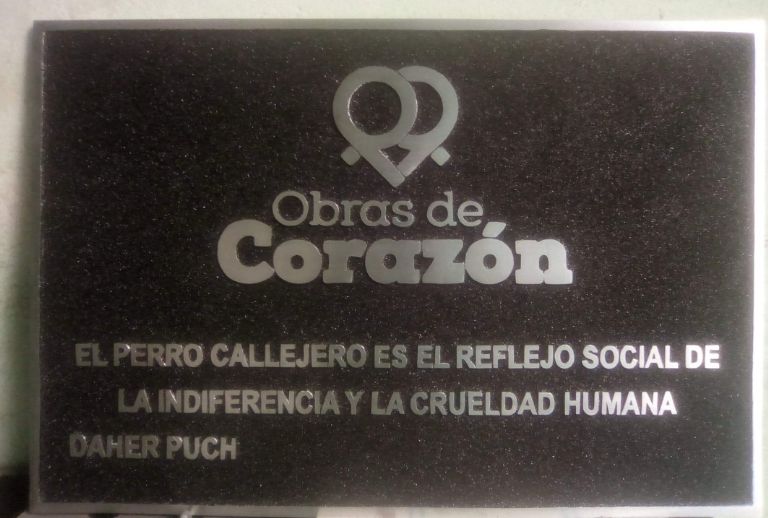 Obras de
Corazón
EL PERRO CALLEJERO ES EL REFLEJO SOCIAL DE
LA INDIFERENCIA Y LA CRUELDAD HUMANA
DAHER PUCH